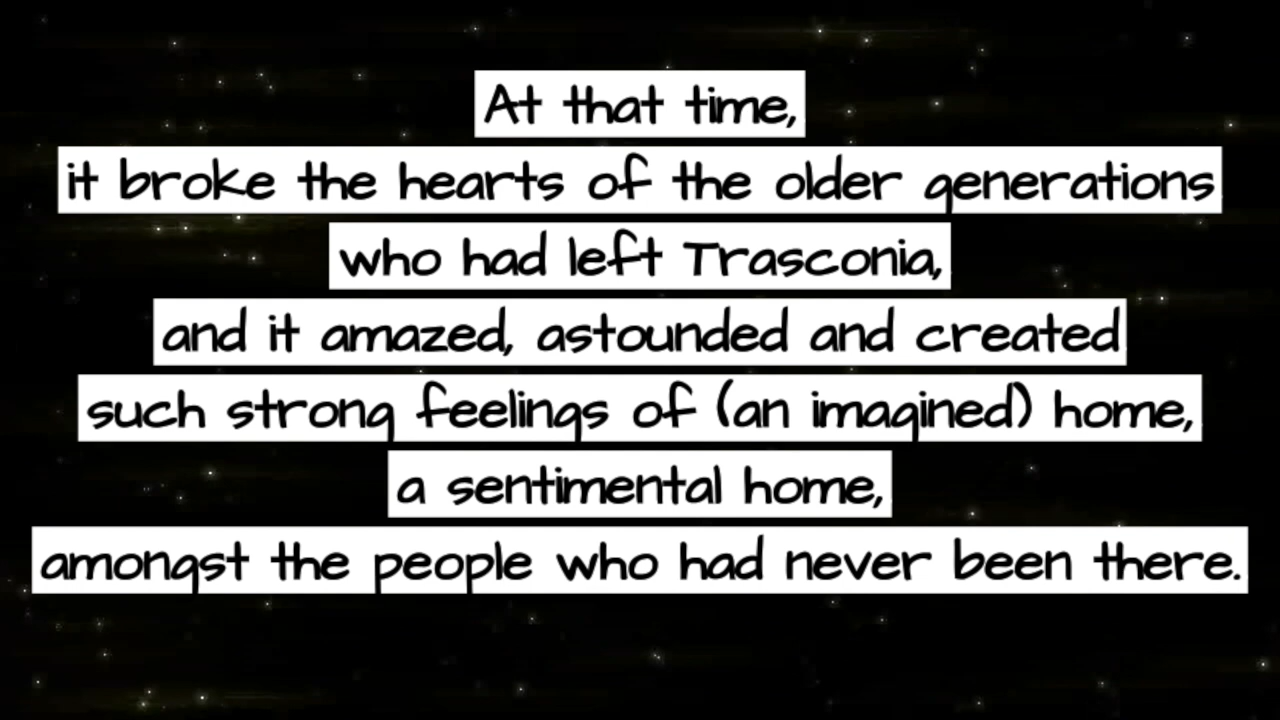 At that time,
it broke the hearts of the older generations
who had left Trasconia,
and it amazed, astounded and created
such strong feelings of (an imagined) home,
a sentimental home,
amongst the people who had never been there.